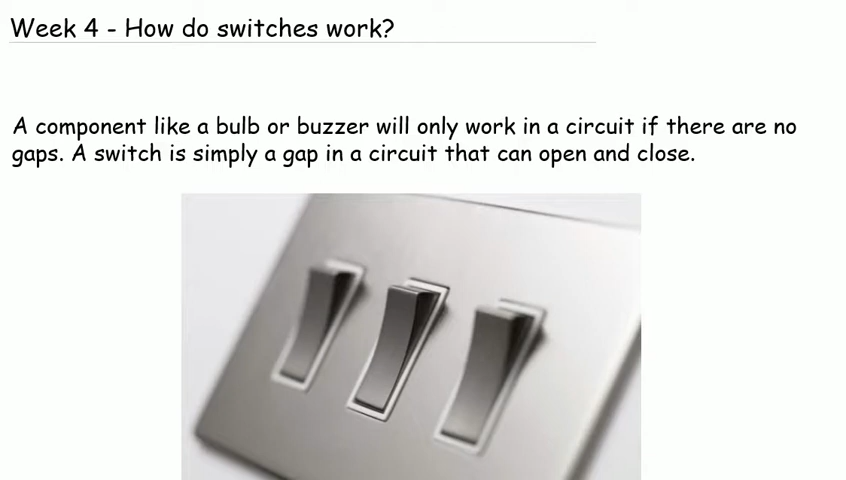 Week 4 - How do switches work?
A component like a bulb or buzzer will only work in a circuit if there are no
gaps. A switch is simply a gap in a circuit that can open and close.